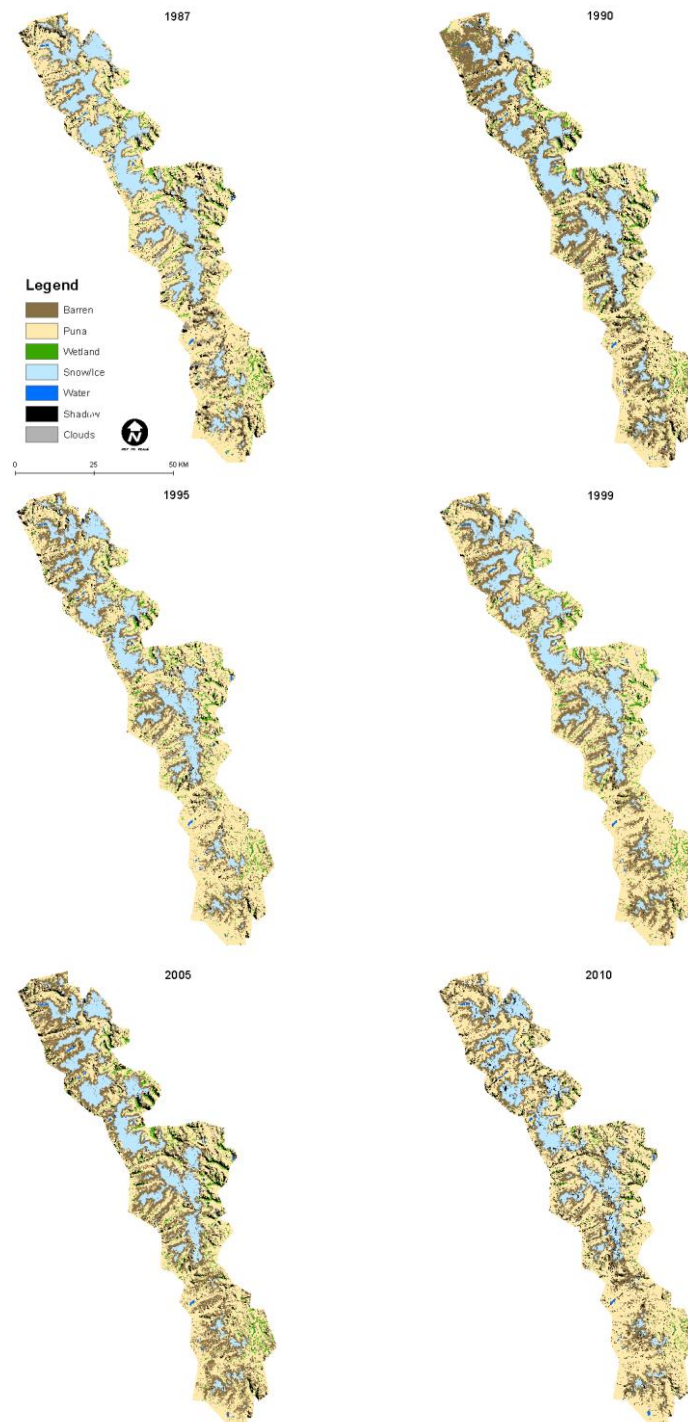 1987
1990
Legend
Barren
Puna
Wetland
Snow/Ice
Water
Shadow
Clouds
N
0 25 50 KM
1995
1999
2005
2010